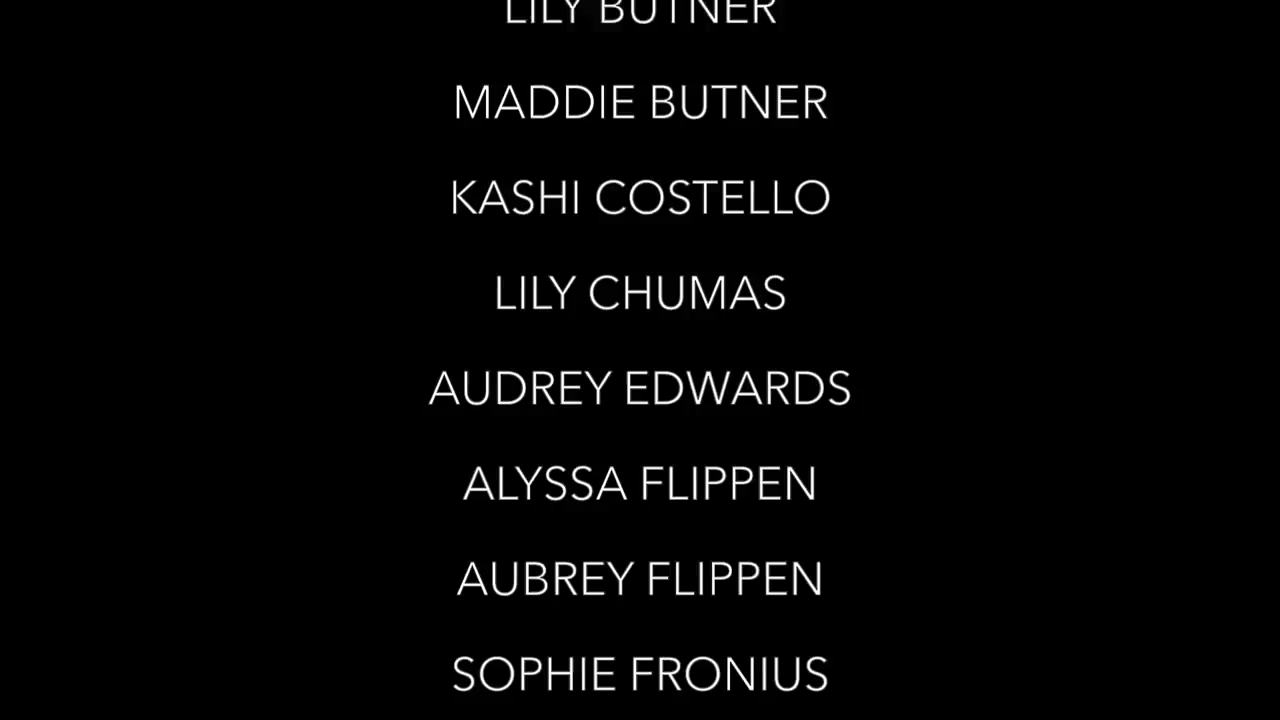 LILY BUTNER
MADDIE BUTNER
KASHI COSTELLO
LILY CHUMAS
AUDREY EDWARDS
ALYSSA FLIPPEN
AUBREY FLIPPEN
SOPHIE FRONIUS